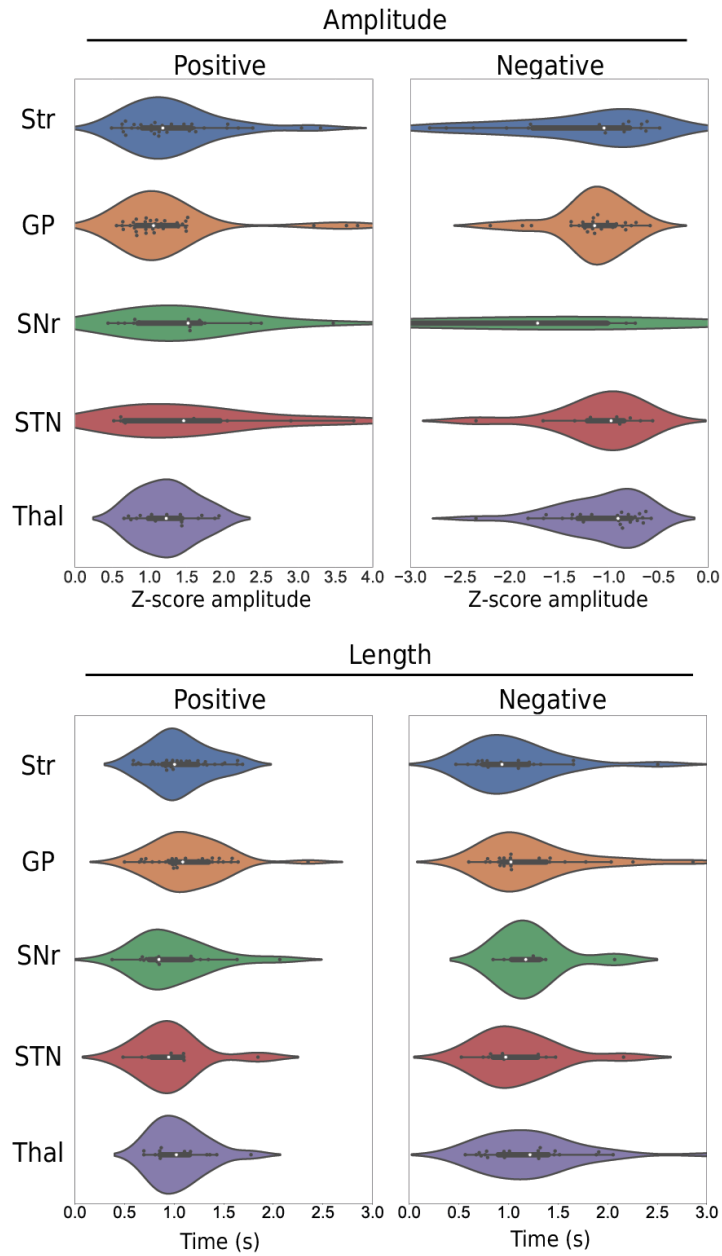 Amplitude
Positive Negative
Str
GP
SNr
STN
Thal
0.0 0.5 1.0 1.5 2.0 2.5 3.0 3.5 4.0 −3.0 −2.5 −2.0 −1.5 −1.0 −0.5 0.0
Z-score amplitude Z-score amplitude
Length
Positive Negative
Str
GP
SNr
STN
Thal
0.0 0.5 1.0 1.5 2.0 2.5 3.0 0.0 0.5 1.0 1.5 2.0 2.5 3.0
Time (s) Time (s)